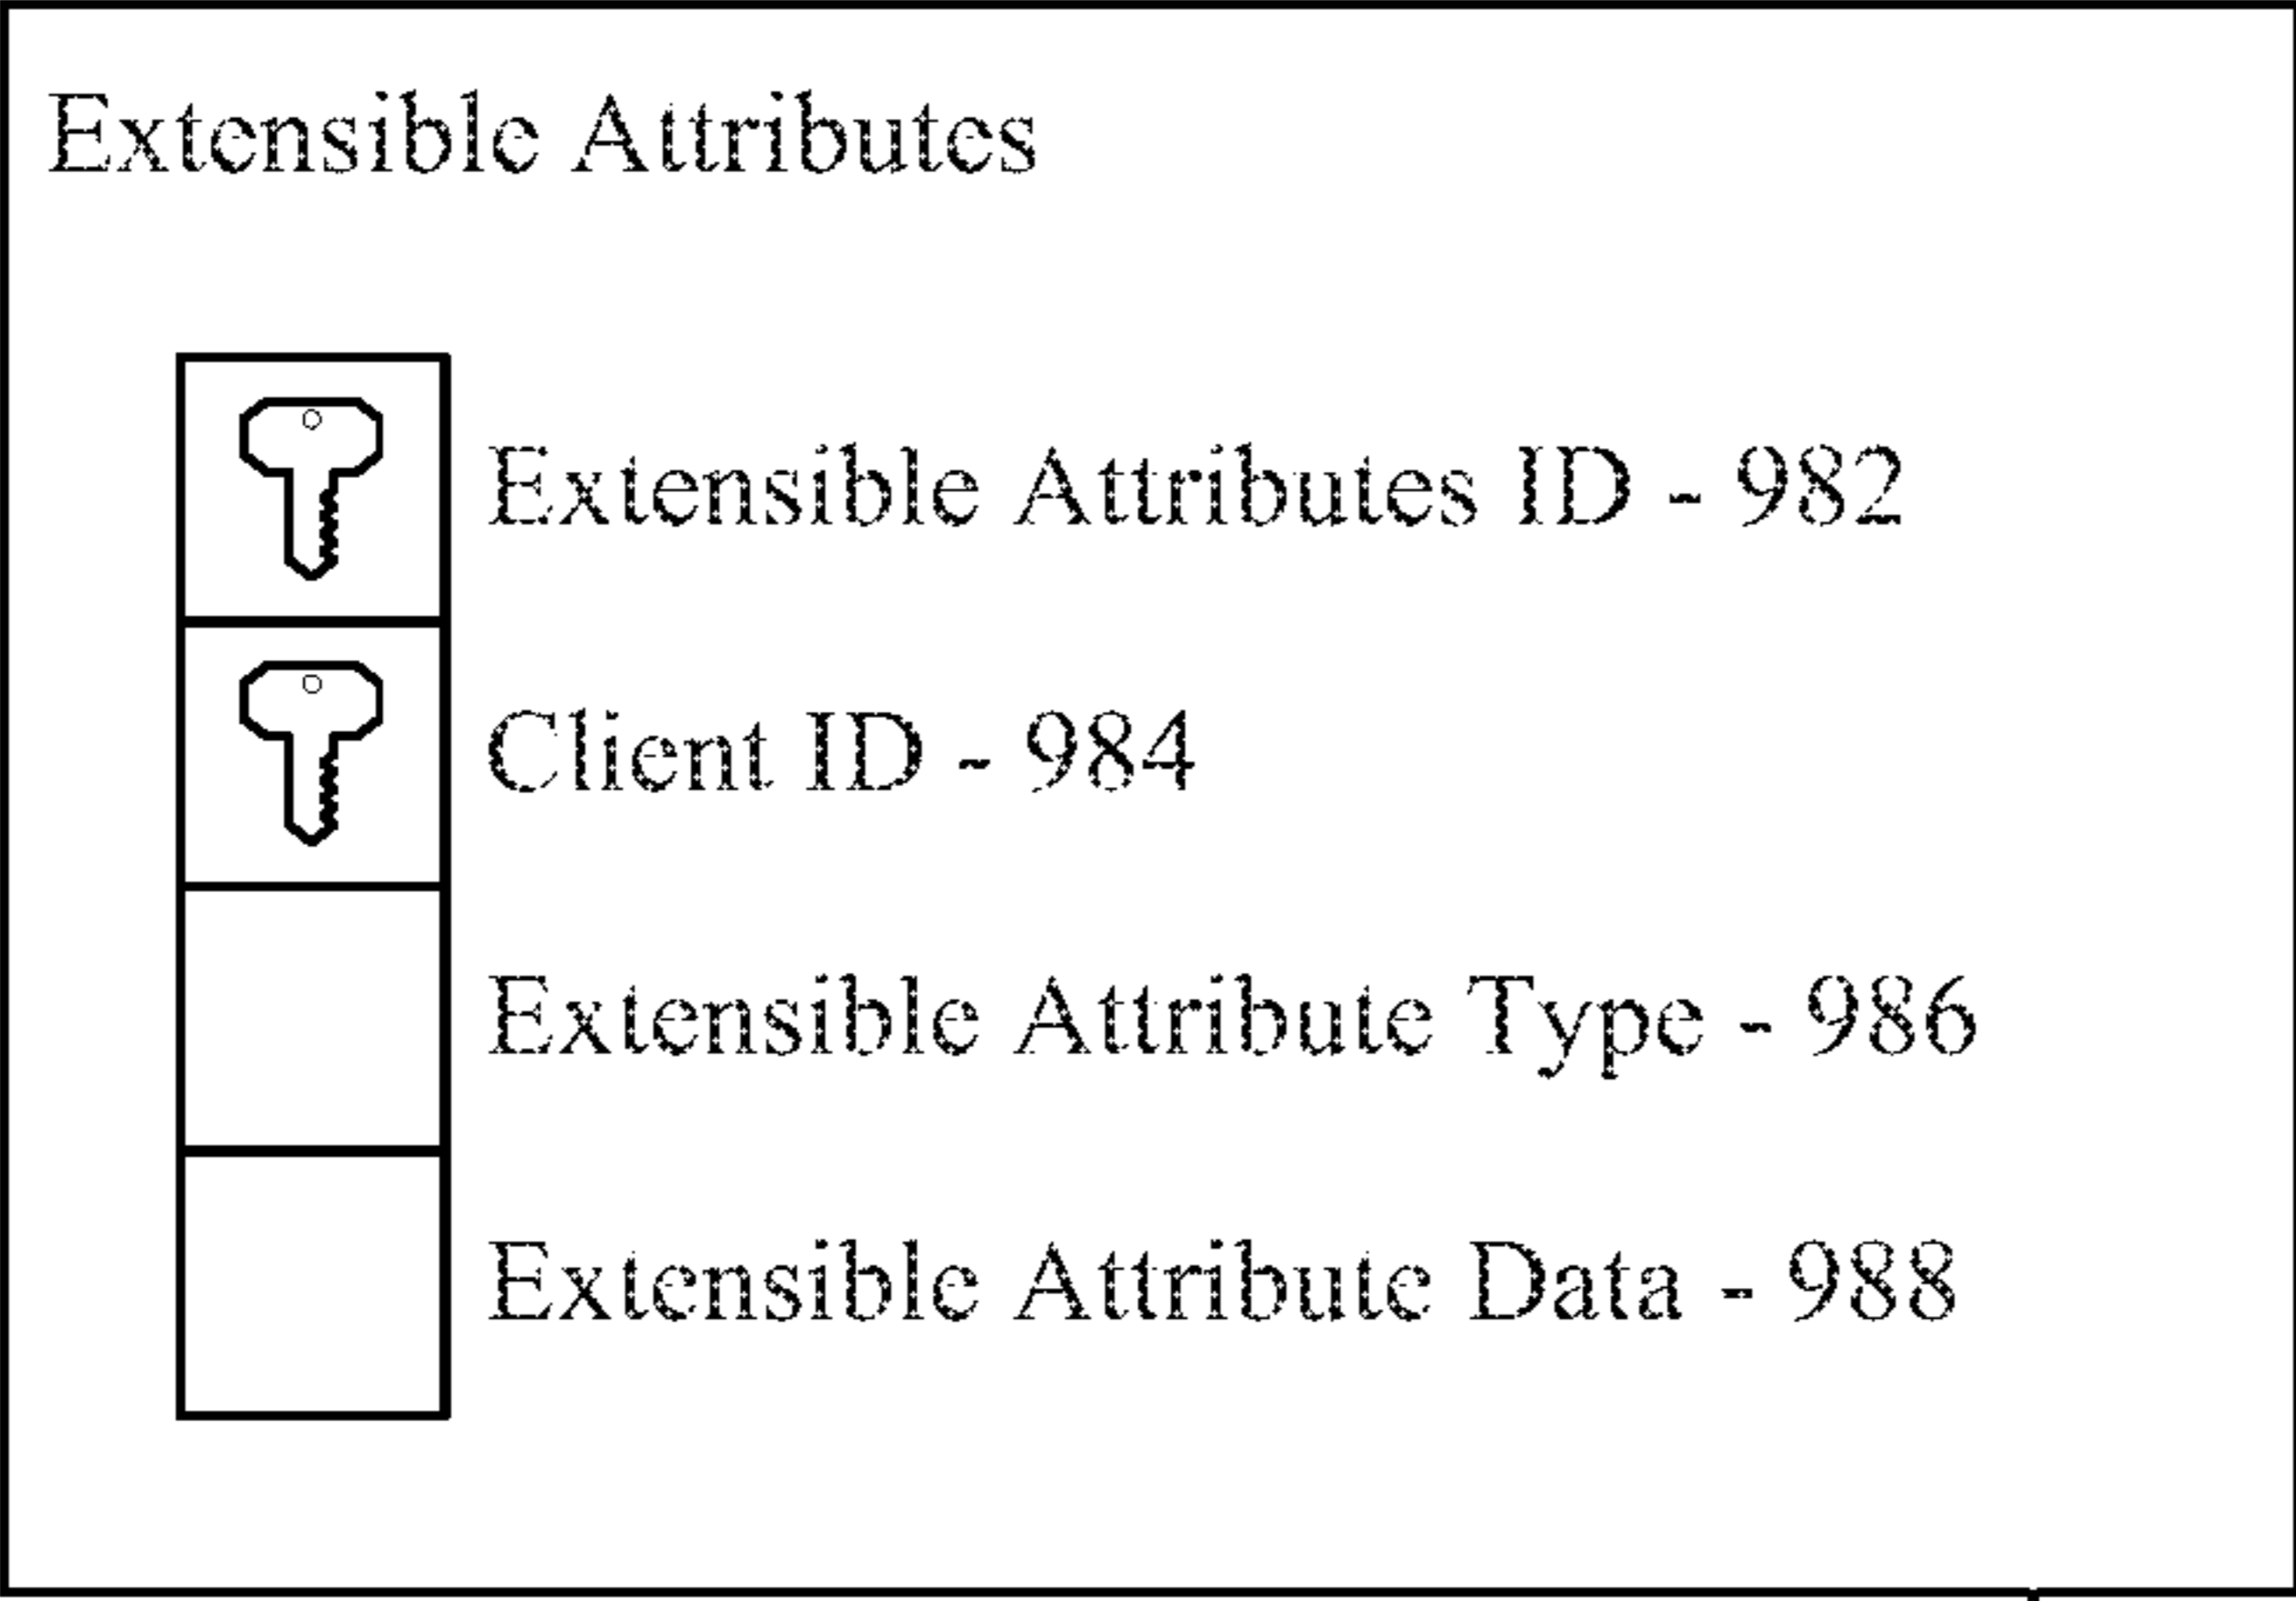 Extensible Attributes
Extensible Attributes ID - 982
Client ID - 984
Extensible Attribute Type - 986
Extensible Attribute Data - 988